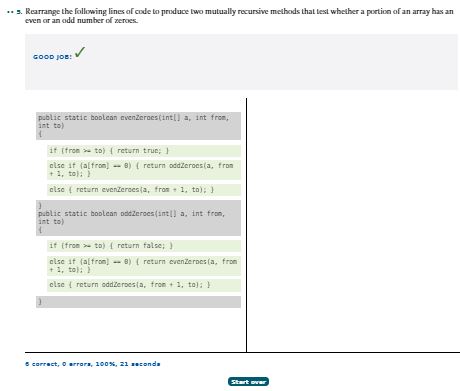 •• 5. Rearrange the following lines of code to produce two mutually recursive methods that test whether a portion of an array has an
even or an odd number of zeroes.
GOOD JOB! ✓
public static boolean evenZeroes(int[] a, int from,
int to)
{
if (from >= to) { return true; }
else if (a[from] == 0) { return oddZeroes(a, from
+ 1, to); }
else { return evenZeroes(a, from + 1, to); }
}
public static boolean oddZeroes(int[] a, int from,
int to)
{
if (from >= to) { return false; }
else if (a[from] == 0) { return evenZeroes(a, from
+ 1, to); }
else { return oddZeroes(a, from + 1, to); }
}
6 correct, 0 errors, 100%, 21 seconds
Start over